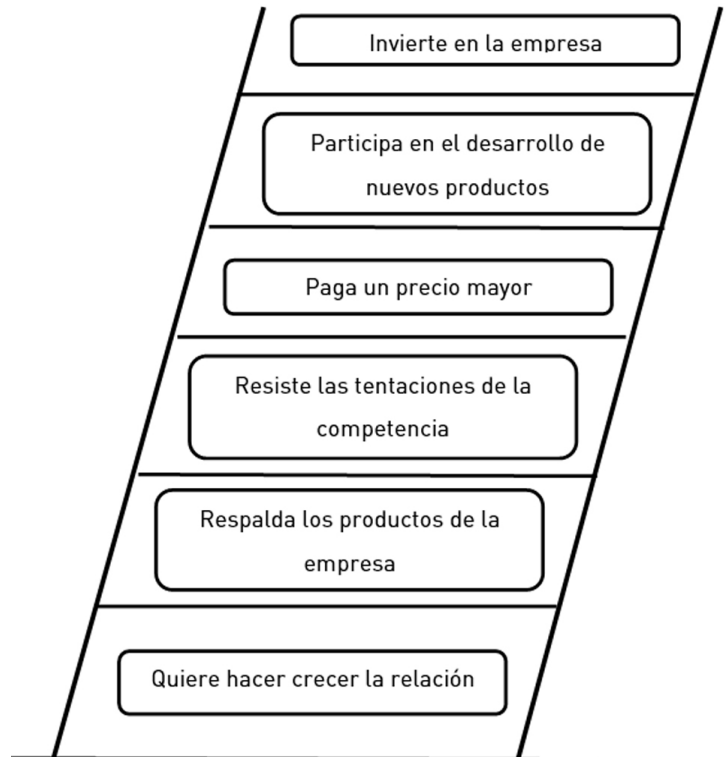 Invierte en la empresa
Participa en el desarrollo de
nuevos productos
Paga un precio mayor
Resiste las tentaciones de la
competencia
Respalda los productos de la
empresa
Quiere hacer crecer la relación